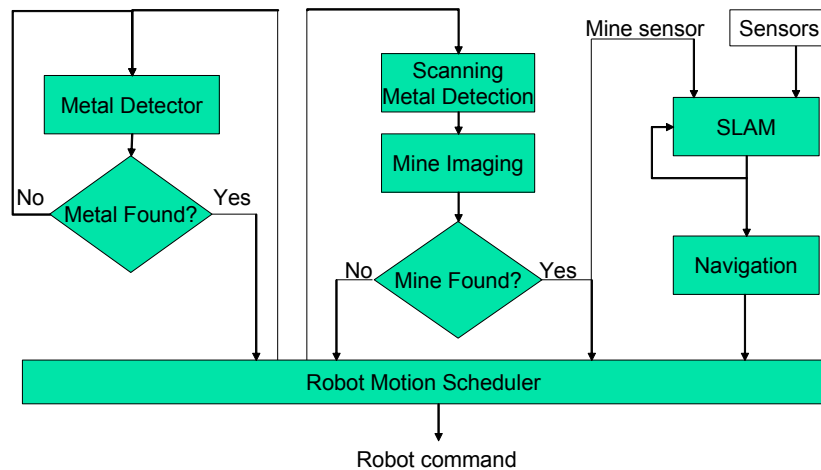 Mine sensor
Sensors
Scanning
Metal Detection
Metal Detector
SLAM
Mine Imaging
No
Yes
Metal Found?
No
Mine Found?
Yes
Navigation
Robot Motion Scheduler
Robot command